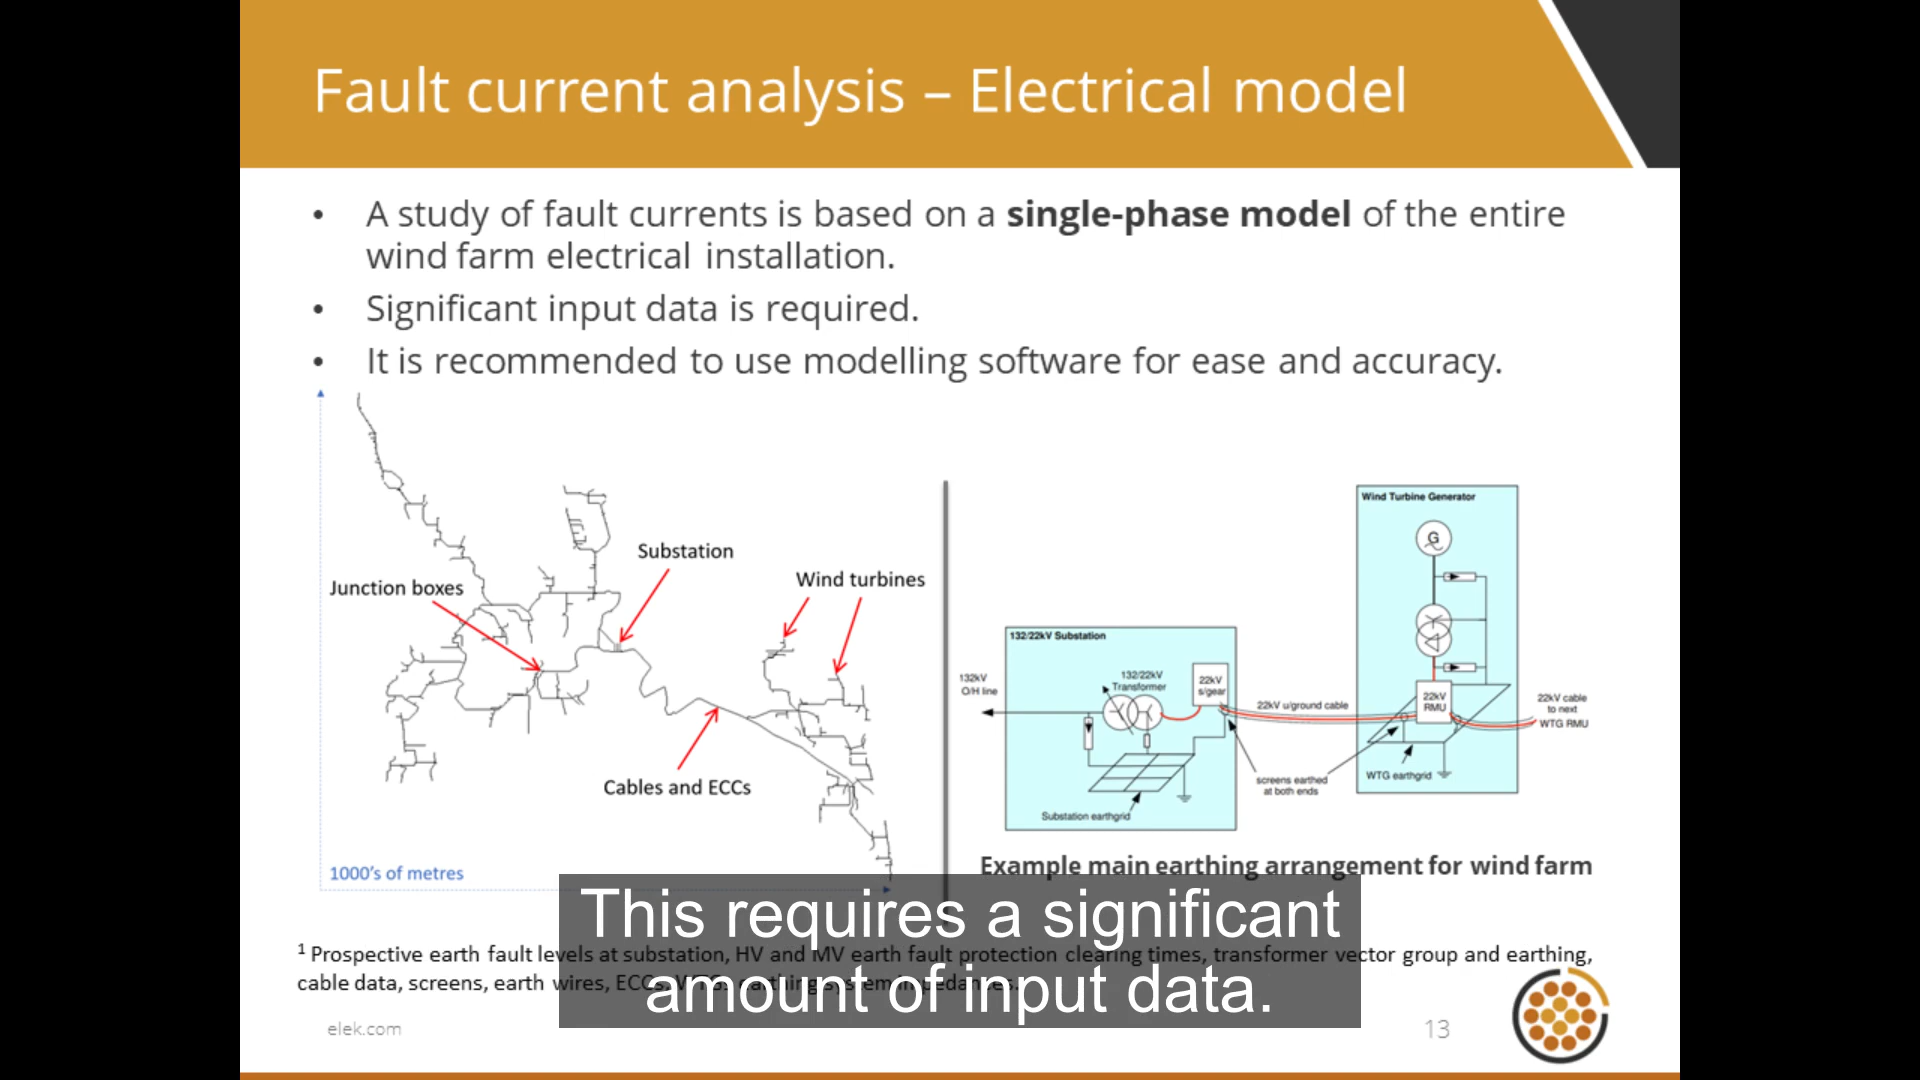 Fault current analysis – Electrical model
• A study of fault currents is based on a single-phase model of the entire
wind farm electrical installation.
• Significant input data is required.
• It is recommended to use modelling software for ease and accuracy.
Substation
Junction boxes
Wind turbines
Cables and ECCs
1000's of metres
Wind Turbine Generator
G
132/22kV Substation
132kV
O/H line
132/22kV
Transformer
22kV
s/gear
22kV u/ground cable
22kV
RMU
22kV cable
to next
WTG RMU
screens earthed
at both ends
WTG earthgrid
Substation earthgrid
Example main earthing arrangement for wind farm
This requires a significant
amount of input data.
1 Prospective earth fault levels at substation, HV and MV earth fault protection clearing times, transformer vector group and earthing,
cable data, screens, earth wires, ECCs,
elek.com
13